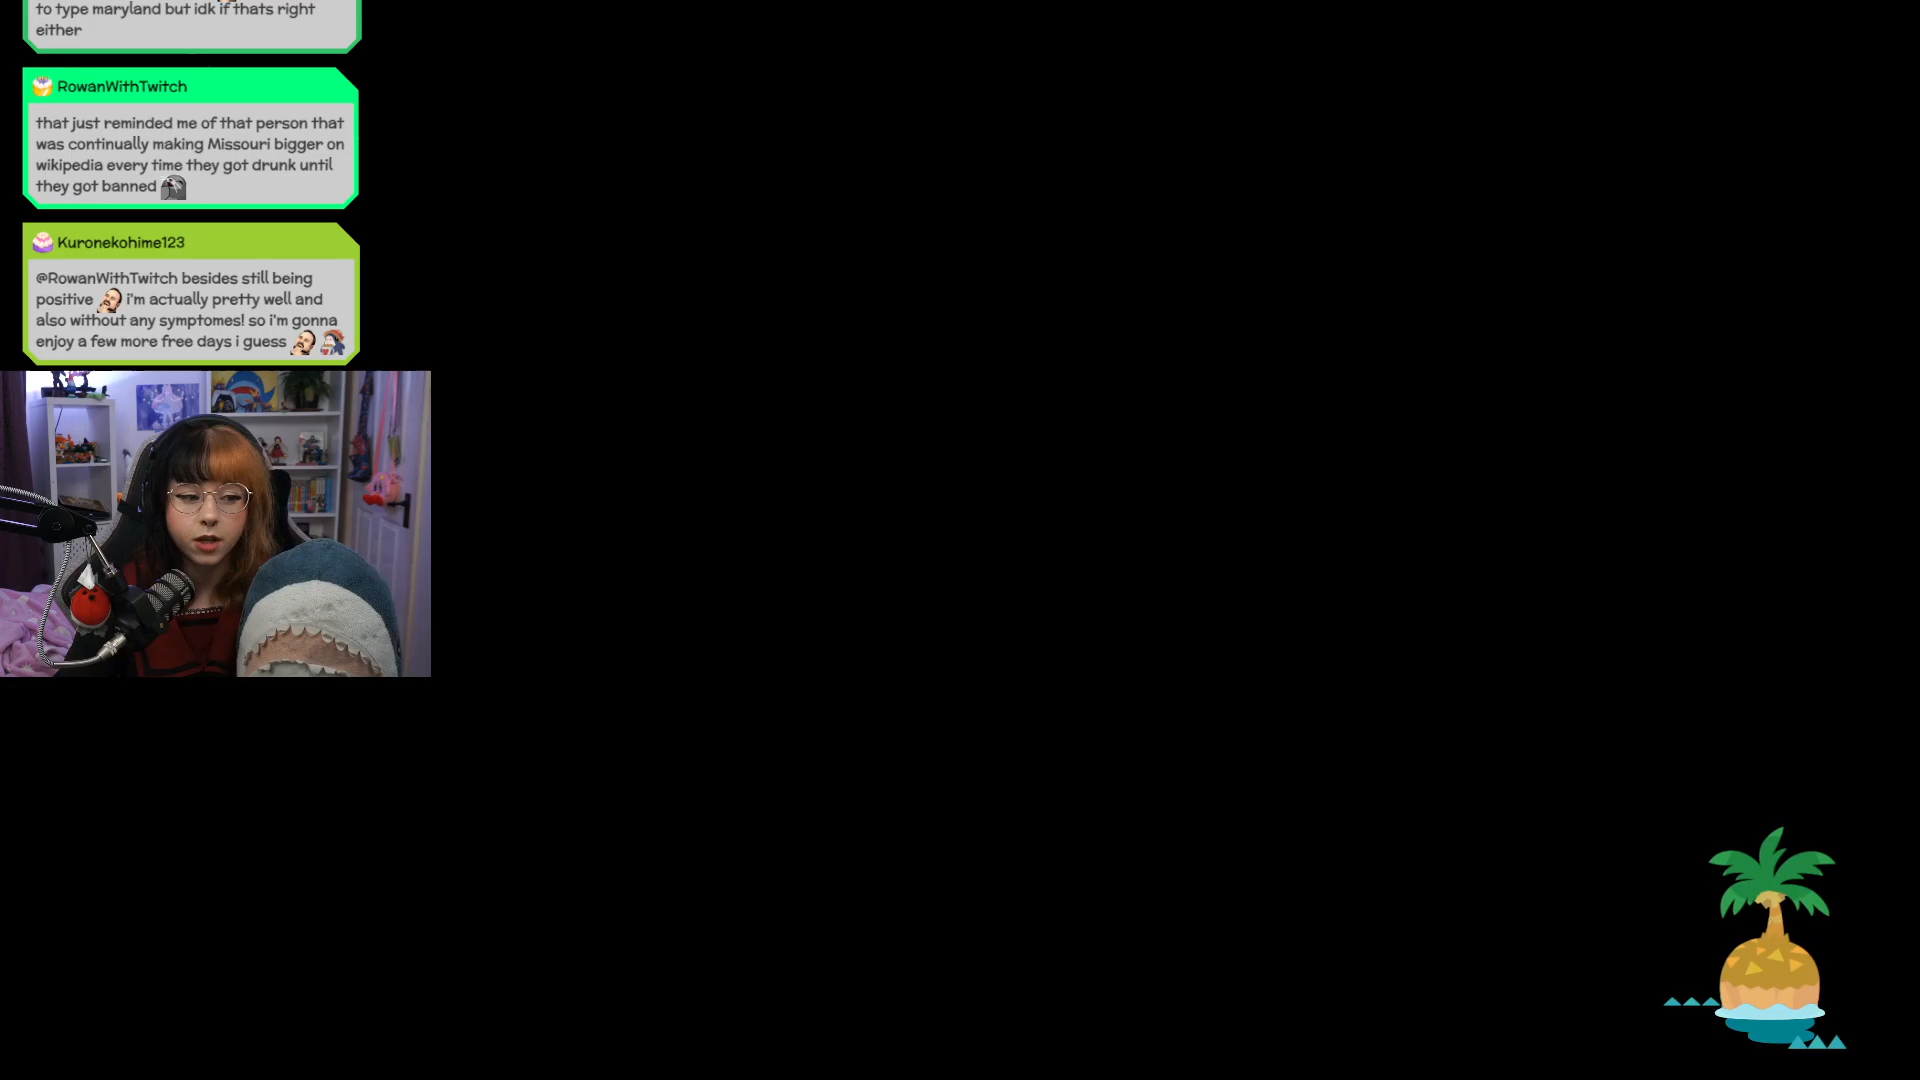 to type maryland but idk if thats right
either
RowanWithTwitch
that just reminded me of that person that
was continually making Missouri bigger on
wikipedia every time they got drunk until
they got banned
Kuronekohime123
@RowanWithTwitch besides still being
positive i'm actually pretty well and
also without any symptomes! so i'm gonna
enjoy a few more free days i guess